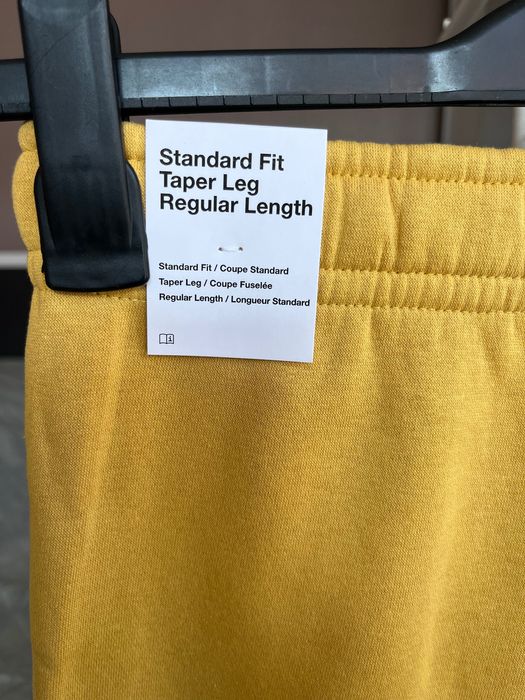 Standard Fit
Taper Leg
Regular Length
Standard Fit / Coupe Standard
Taper Leg / Coupe Fuselée
Regular Length / Longueur Standard
i